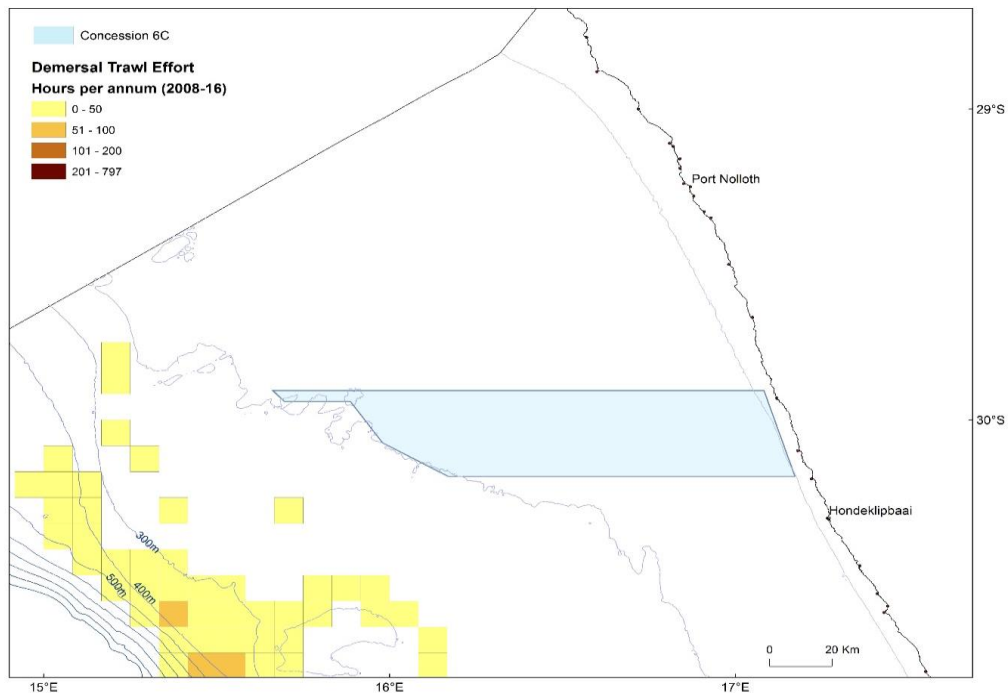 Concession 6C
Demersal Trawl Effort
Hours per annum (2008-16)
0 - 50
51 - 100
101 - 200
201 - 797
29°S
Port Nolloth
30°S
Hondeklipbaai
300m
400m
500m
0 20 Km
15°E 16°E 17°E